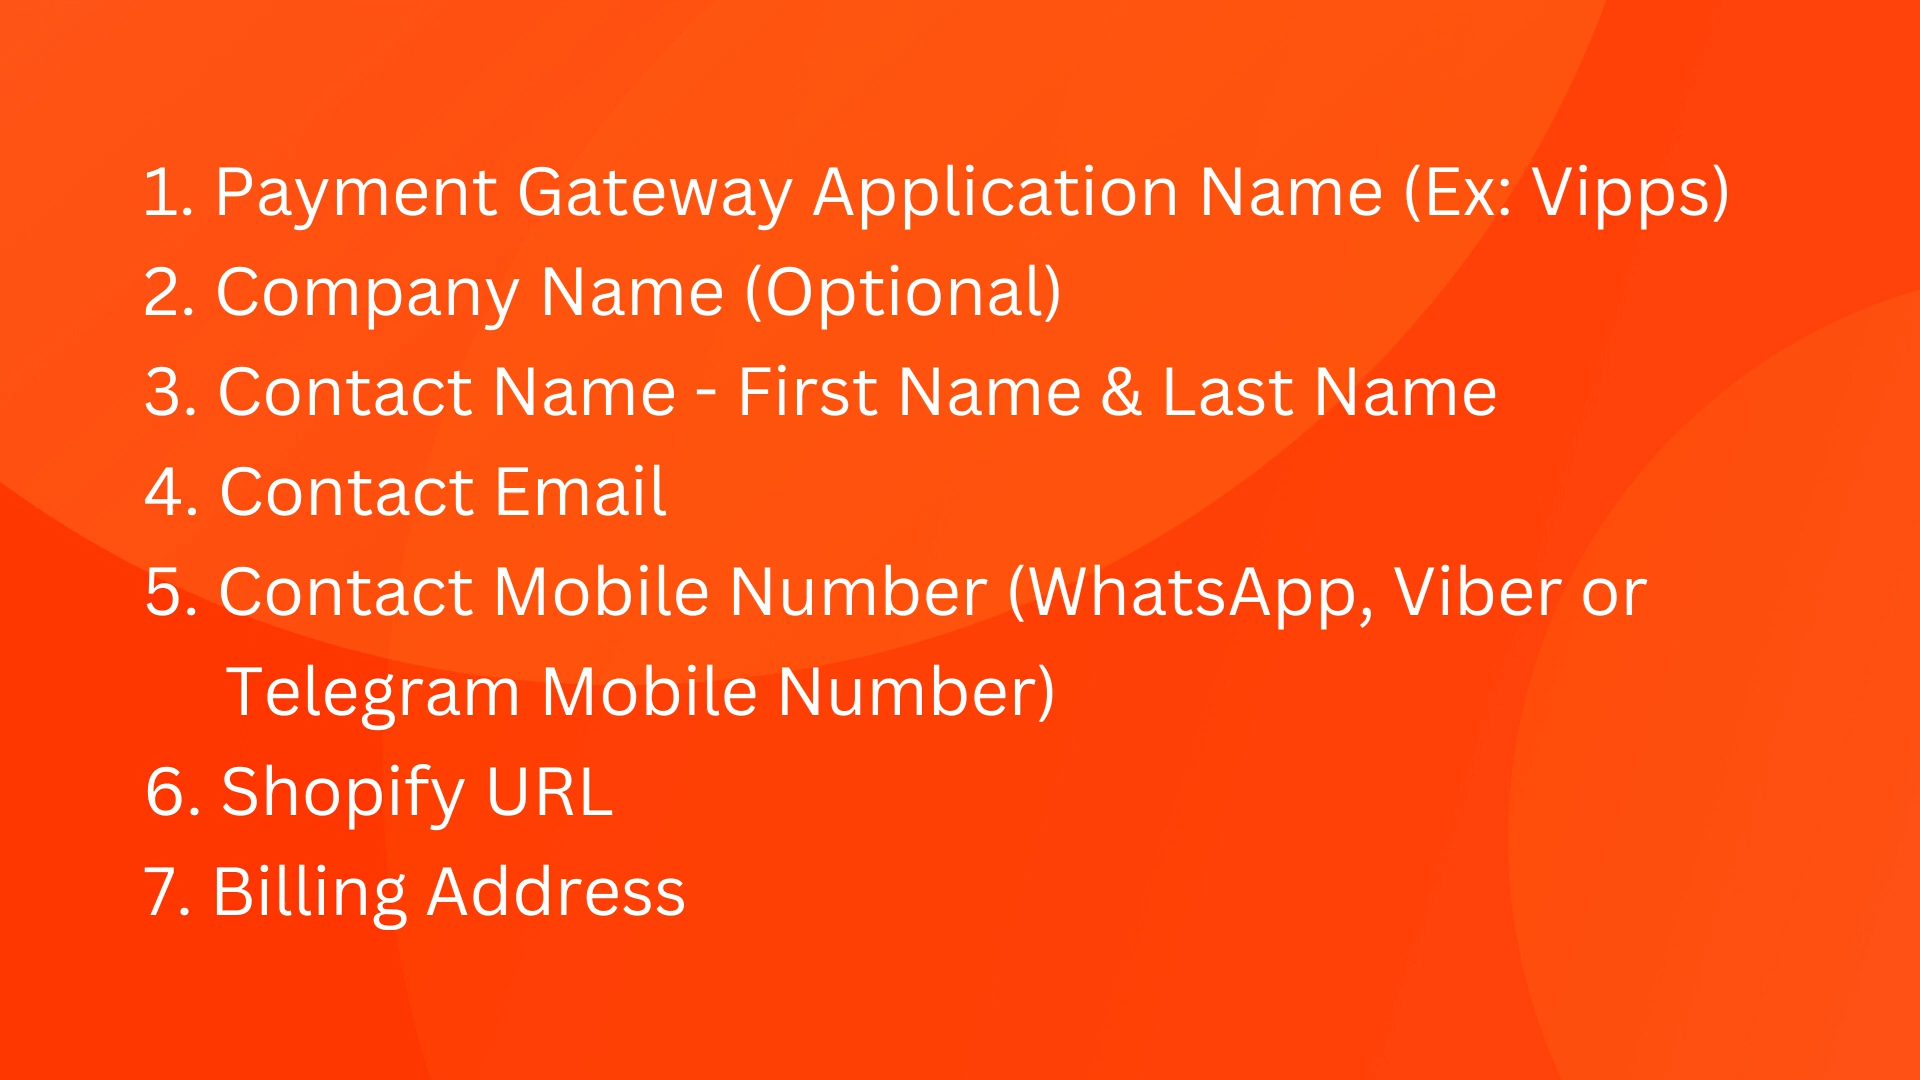 1. Payment Gateway Application Name (Ex: Vipps)
2. Company Name (Optional)
3. Contact Name - First Name & Last Name
4. Contact Email
5. Contact Mobile Number (WhatsApp, Viber or
Telegram Mobile Number)
6. Shopify URL
7. Billing Address